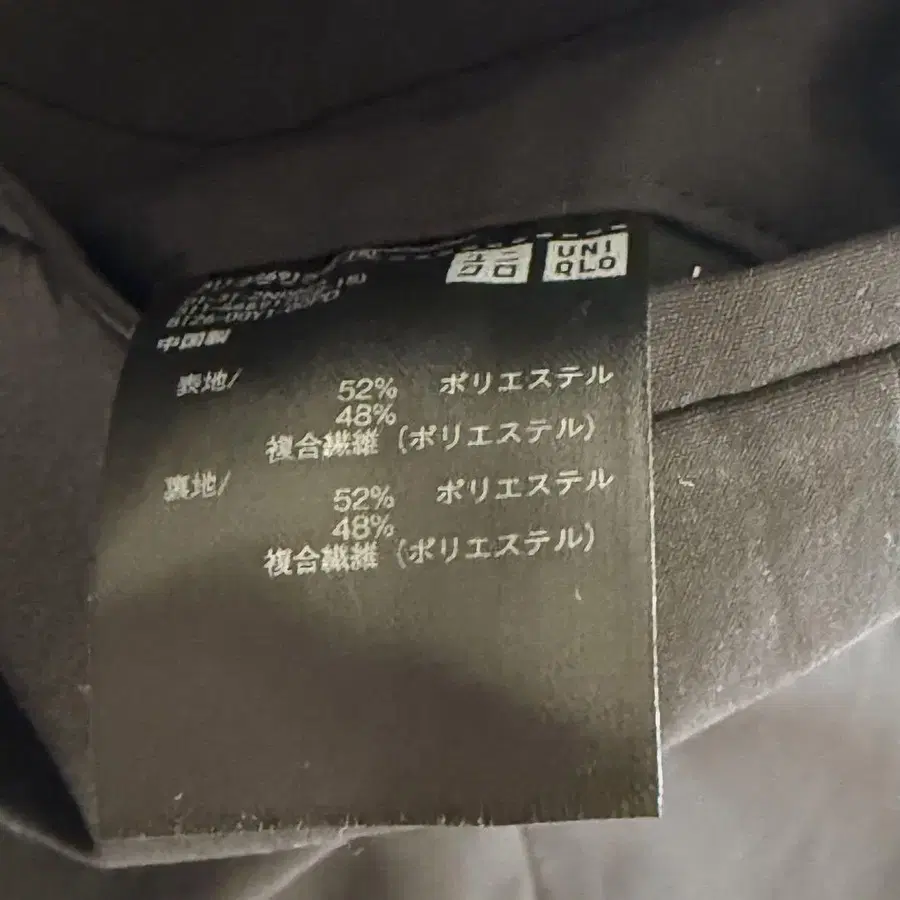 ユニ
クロ
UNI
QLO
中国製
表地/
52% ポリエステル
48%
複合繊維 (ポリエステル)
裏地/
52% ポリエステル
48%
複合繊維 (ポリエステル)